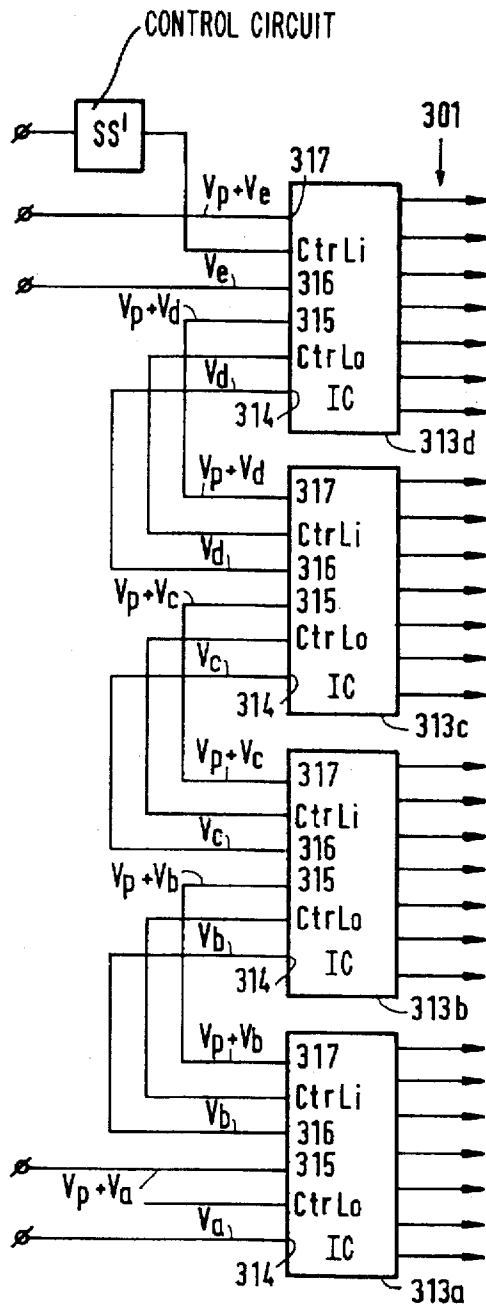 CONTROL CIRCUIT
SS'
301
317
Vp+Ve
CtrLi
Ve
316
Vp+Vd
315
CtrLo
Vd
IC
314
313d
Vp+Vd
317
CtrLi
Vd
316
Vp+Vc
315
CtrLo
Vc
IC
314
313c
Vp+Vc
317
CtrLi
Vc
316
Vp+Vb
315
CtrLo
Vb
IC
314
313b
Vp+Vb
317
CtrLi
Vb
316
315
Vp+Va
CtrLo
Va
IC
314
313a